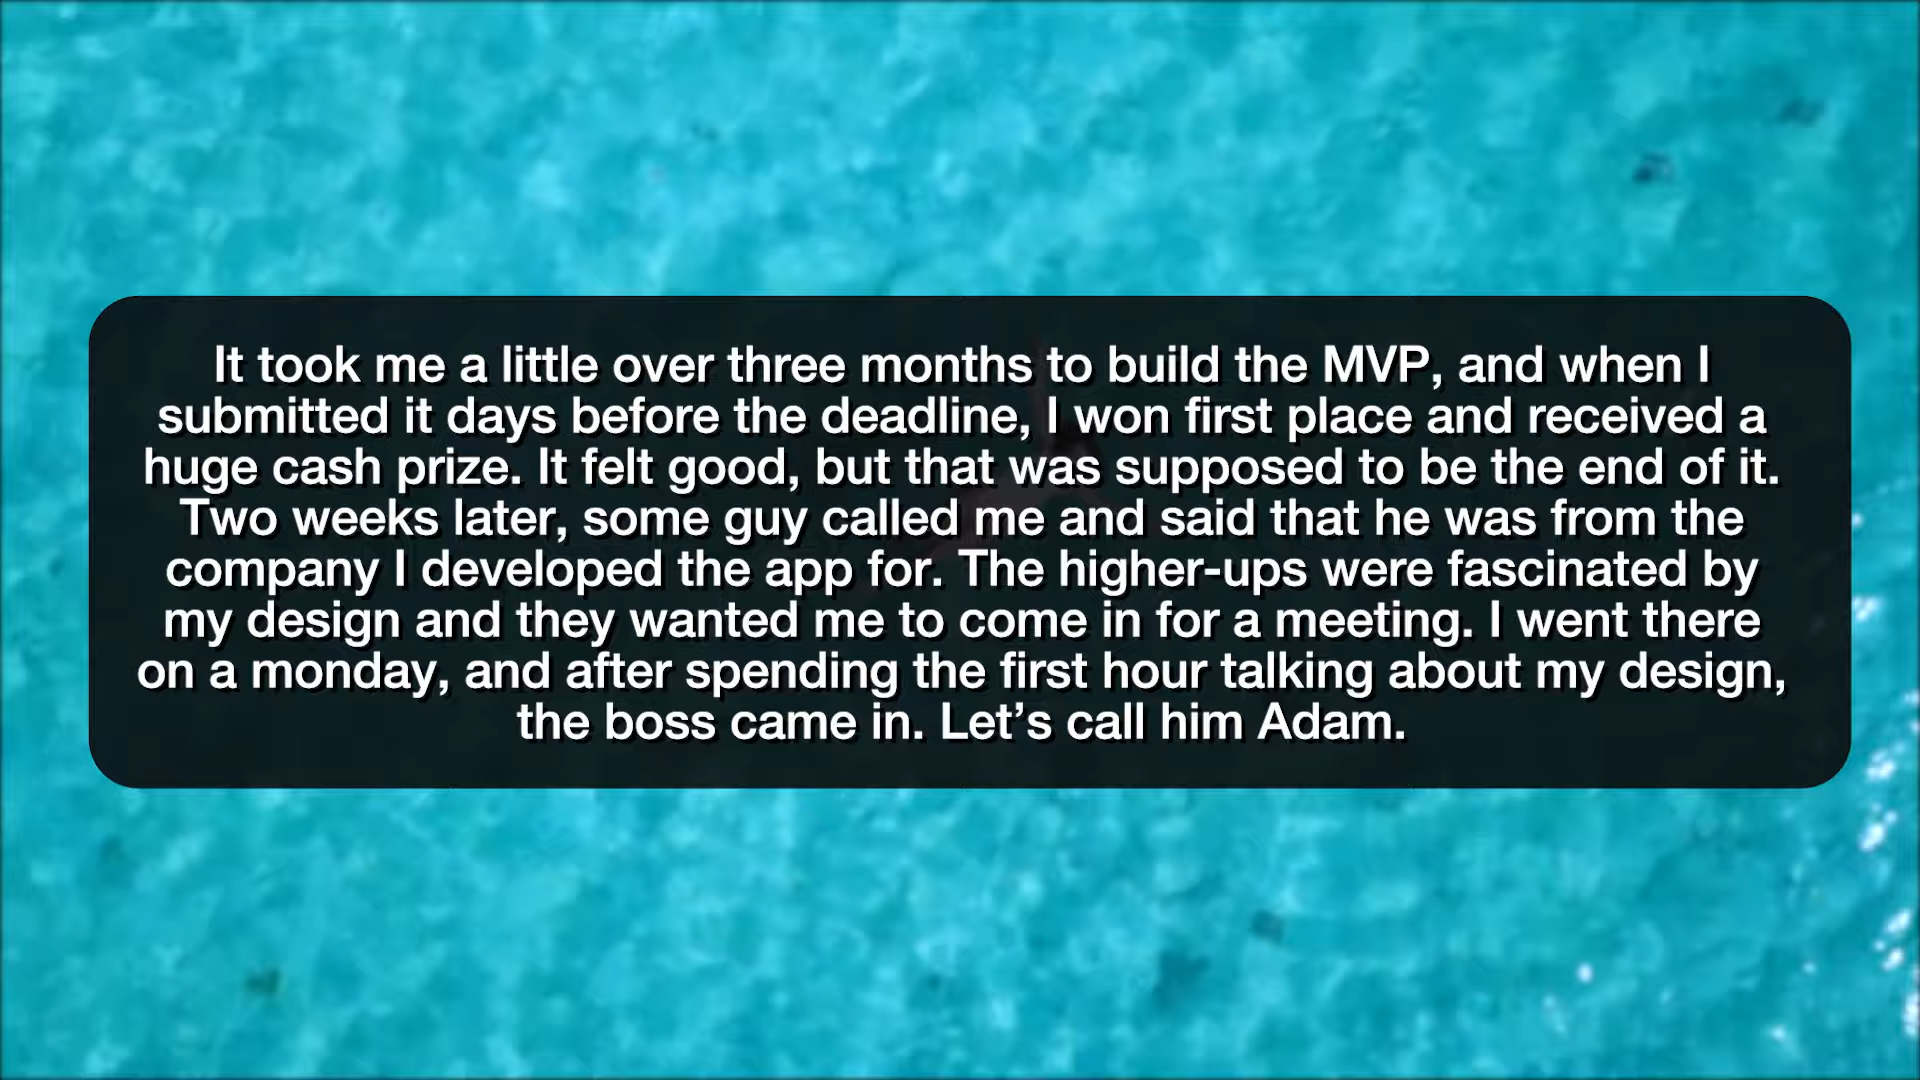 It took me a little over three months to build the MVP, and when I
submitted it days before the deadline, I won first place and received a
huge cash prize. It felt good, but that was supposed to be the end of it.
Two weeks later, some guy called me and said that he was from the
company I developed the app for. The higher-ups were fascinated by
my design and they wanted me to come in for a meeting. I went there
on a monday, and after spending the first hour talking about my design,
the boss came in. Let’s call him Adam.